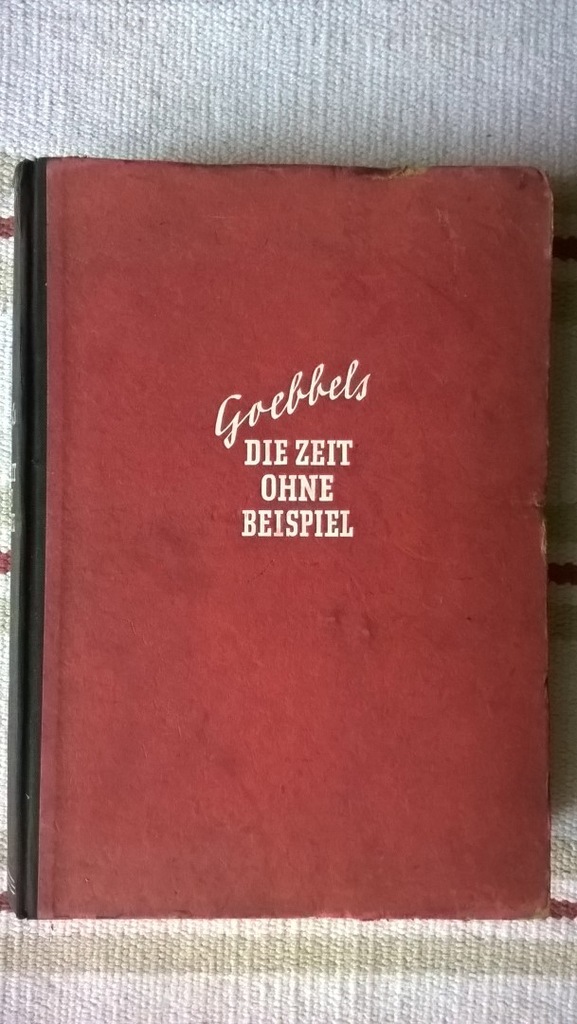 Goebbels
DIE ZEIT
OHNE
BEISPIEL